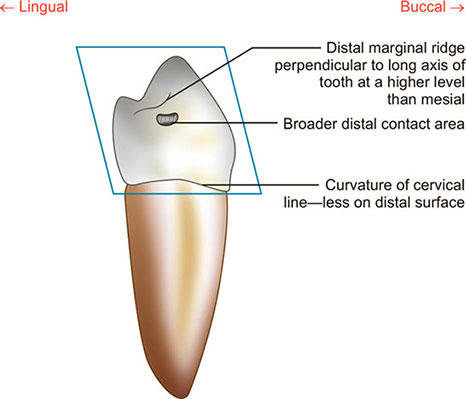 ← Lingual
Buccal →
Distal marginal ridge
perpendicular to long axis of
tooth at a higher level
than mesial
Broader distal contact area
Curvature of cervical
line—less on distal surface